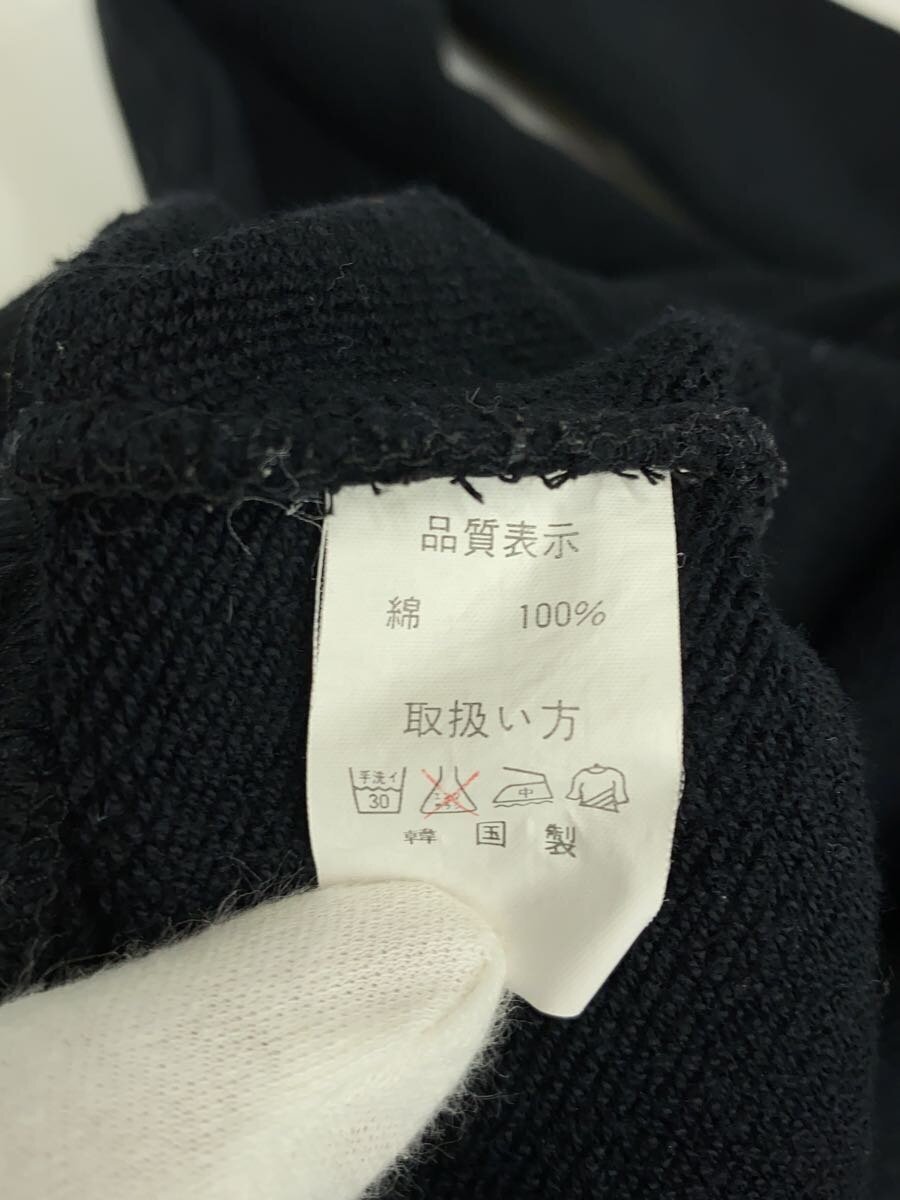 品質表示
綿 100%
取扱い方
手洗イ 30 中
韓国製